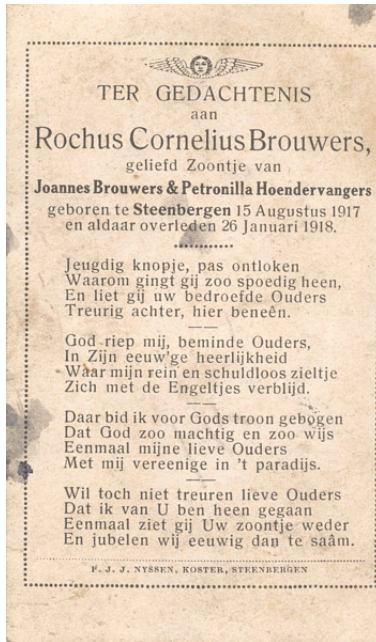 TER GEDACHTENIS
aan
Rochus Cornelius Brouwers,
geliefd Zoontje van
Joannes Brouwers & Petronilla Hoendervangers
geboren te Steenbergen 15 Augustus 1917
en aldaar overleden 26 Januari 1918.
Jeugdig knopje, pas ontloken
Waarom gingt gij zoo spoedig heen,
En liet gij uw bedroefde Ouders
Treurig achter, hier beneên.
God riep mij, beminde Ouders,
In Zijn eeuw'ge heerlijkheid
Waar mijn rein en schuldloos zieltje
Zich met de Engeltjes verblijd.
Daar bid ik voor Gods troon gebogen
Dat God zoo machtig en zoo wijs
Eenmaal mijne lieve Ouders
Met mij vereenige in 't paradijs.
Wil toch niet treuren lieve Ouders
Dat ik van U ben heen gegaan
Eenmaal ziet gij Uw zoontje weder
En jubelen wij eeuwig dan te saâm.
F. J. J. NYSSEN, KOSTER, STEENBERGEN